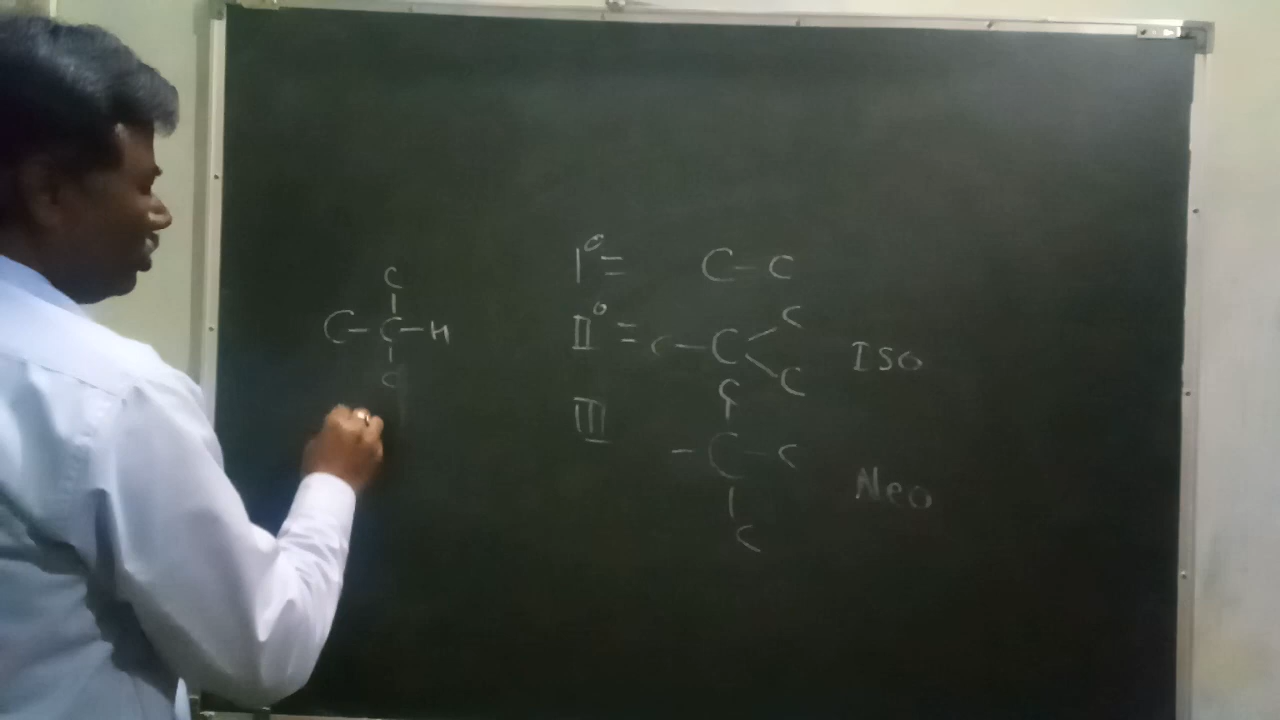 C
C-C-H
C
I° = C-C
C
II° = C-C
C
Iso
III
C
-C-C
C
Neo